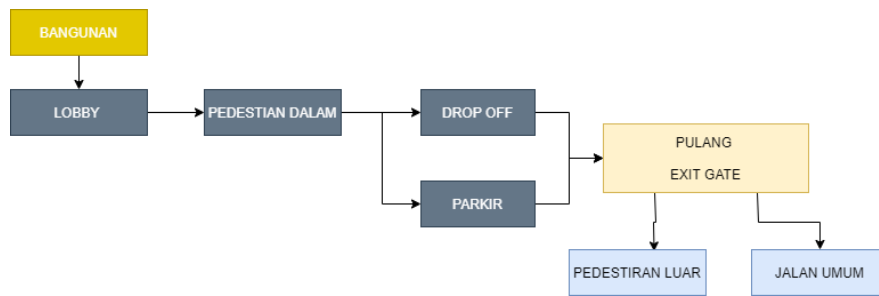 BANGUNAN
LOBBY
PEDESTIAN DALAM
DROP OFF
PARKIR
PULANG
EXIT GATE
PEDESTIRAN LUAR
JALAN UMUM